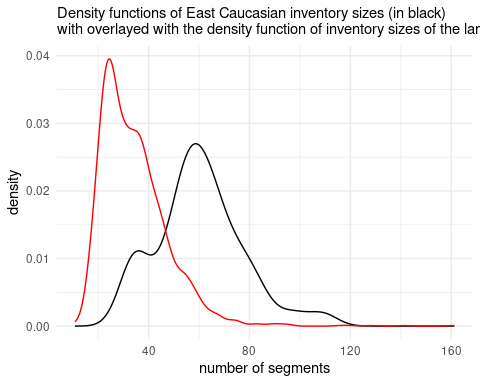 Density functions of East Caucasian inventory sizes (in black)
with overlayed with the density function of inventory sizes of the
0.04
0.03
0.02
0.01
0.00
density
40
80
120
160
number of segments